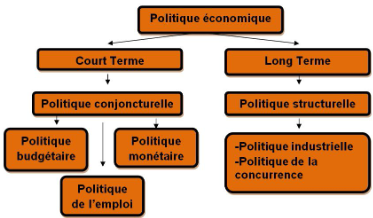 Politique économique
Court Terme
Long Terme
Politique conjoncturelle
Politique structurelle
Politique
budgétaire
Politique
monétaire
Politique
de l'emploi
-Politique industrielle
-Politique de la
concurrence